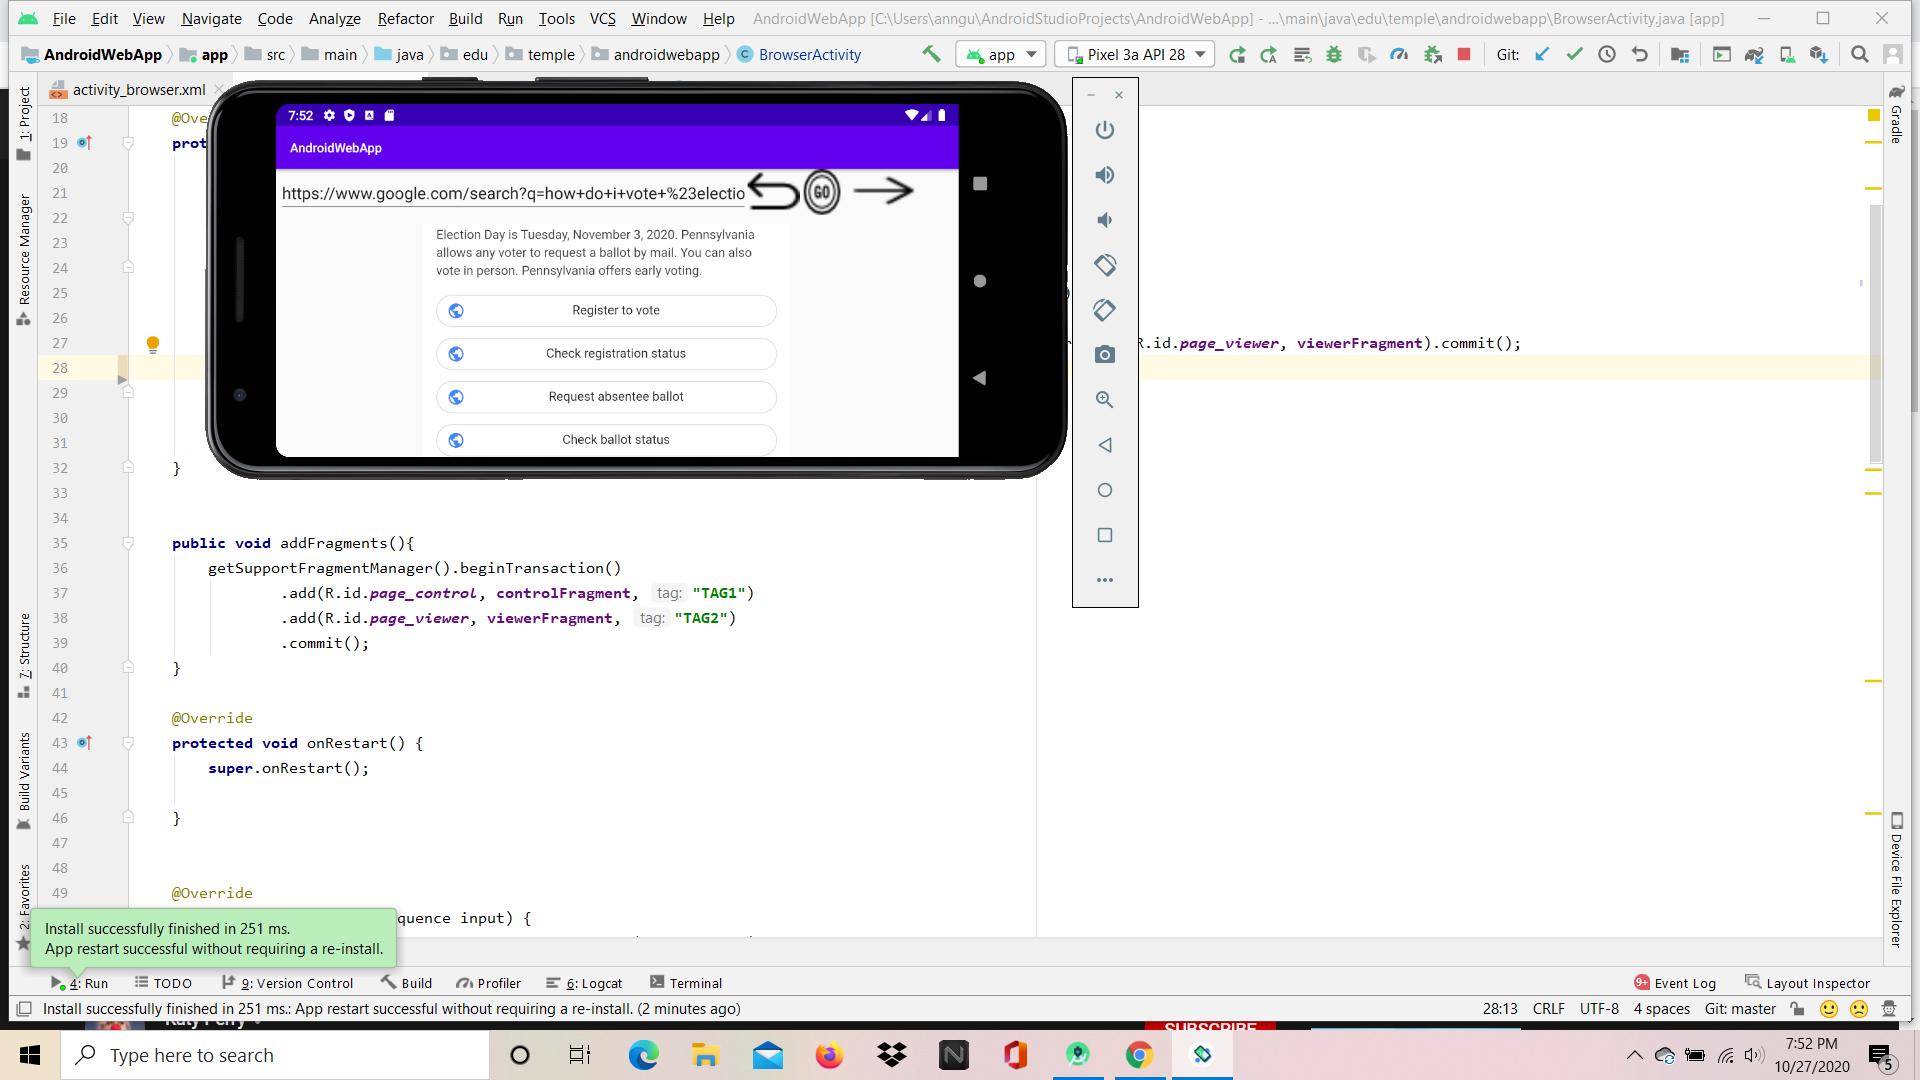 File Edit View Navigate Code Analyze Refactor Build Run Tools VCS Window Help AndroidWebApp [C:\Users\anngu\AndroidStudioProjects\AndroidWebApp] - ...\main\java\edu\temple\androidwebapp\BrowserActivity.java [app]
AndroidWebApp app src main java edu temple androidwebapp BrowserActivity app Pixel 3a API 28 Git:
activity_browser.xml
1: Project
Resource Manager
7: Structure
Build Variants
2: Favorites
Gradle
Device File Explorer
7:52
AndroidWebApp
https://www.google.com/search?q=how+do+i+vote+%23electio GO
Election Day is Tuesday, November 3, 2020. Pennsylvania
allows any voter to request a ballot by mail. You can also
vote in person. Pennsylvania offers early voting.
Register to vote
Check registration status
Request absentee ballot
Check ballot status
18 @Ove
19 prot
20
21
22
23
24
25 )
26
27 R.id.page_viewer, viewerFragment).commit();
28
29
30
31
32 }
33
34
35 public void addFragments(){
36 getSupportFragmentManager().beginTransaction()
37 .add(R.id.page_control, controlFragment, tag: "TAG1")
38 .add(R.id.page_viewer, viewerFragment, tag: "TAG2")
39 .commit();
40 }
41
42 @Override
43 protected void onRestart() {
44 super.onRestart();
45
46 }
47
48
49 @Override
quence input) {
Install successfully finished in 251 ms.
App restart successful without requiring a re-install.
4: Run TODO 9: Version Control Build Profiler 6: Logcat Terminal 9+ Event Log Layout Inspector
Install successfully finished in 251 ms.: App restart successful without requiring a re-install. (2 minutes ago) 28:13 CRLF UTF-8 4 spaces Git: master
Katy Perry
SUBSCRIBE
Type here to search
7:52 PM
10/27/2020
5